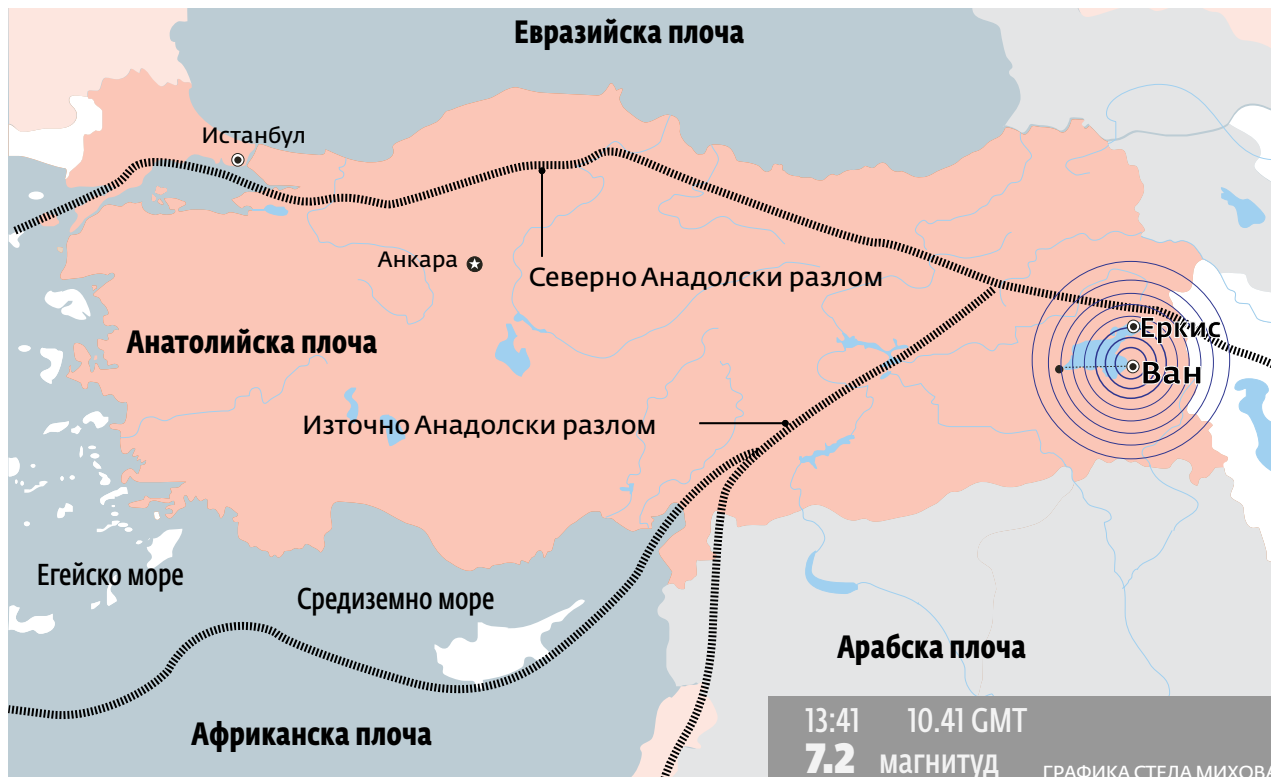 Евразийска плоча
Истанбул
Анкара
Северно Анадолски разлом
Анатолийска плоча
Еркис
Ван
Източно Анадолски разлом
Егейско море
Средиземно море
Арабска плоча
Африканска плоча
13:41 10.41 GMT
7.2 магнитуд
ГРАФИКА СТЕЛА МИХОВА